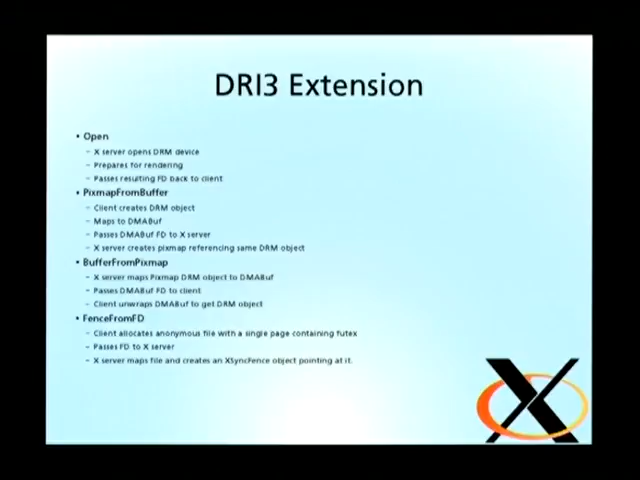 DRI3 Extension
• Open
– X server opens DRM device
– Prepares for rendering
– Passes resulting FD back to client
• PixmapFromBuffer
– Client creates DRM object
– Maps to DMABuf
– Passes DMABuf FD to X server
– X server creates pixmap referencing same DRM object
• BufferFromPixmap
– X server maps Pixmap DRM object to DMABuf
– Passes DMABuf FD to client
– Client unwraps DMABuf to get DRM object
• FenceFromFD
– Client allocates anonymous file with a single page containing futex
– Passes FD to X server
– X server maps file and creates an XSyncFence object pointing at it.
X